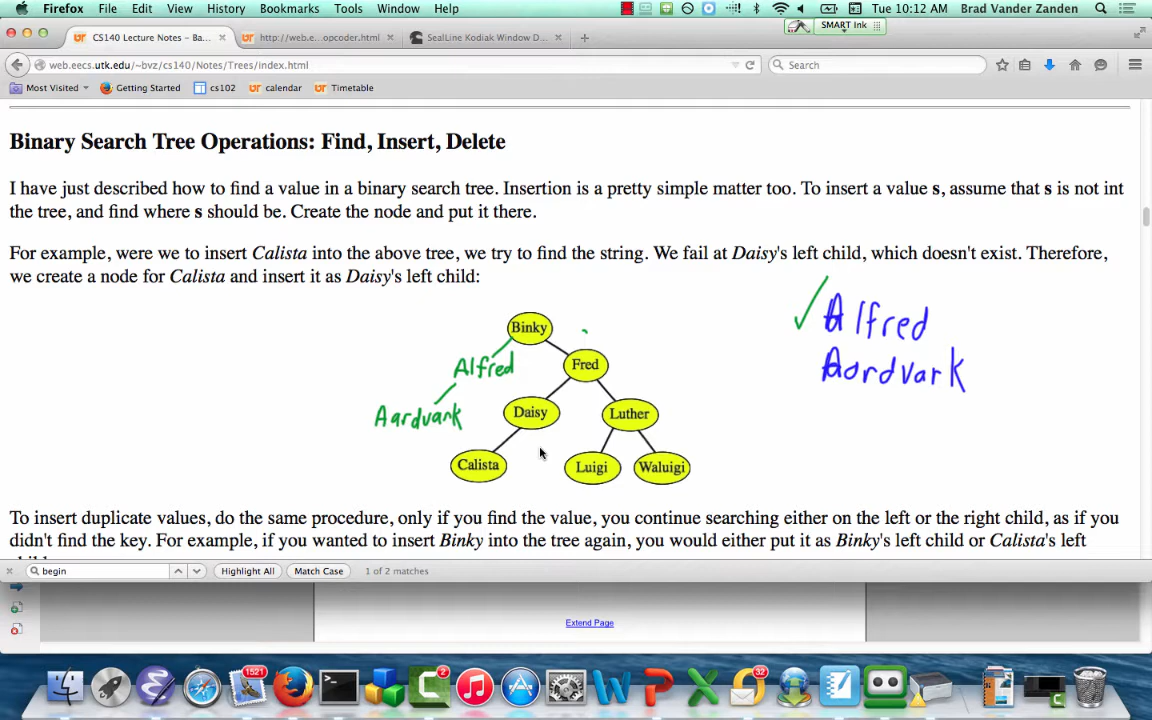 Firefox File Edit View History Bookmarks Tools Window Help Tue 10:12 AM Brad Vander Zanden
SMART Ink
CS140 Lecture Notes – Ba... × http://web.e...opcoder.html × SealLine Kodiak Window D... × +
web.eecs.utk.edu/~bvz/cs140/Notes/Trees/index.html Search
Most Visited Getting Started cs102 calendar Timetable
Binary Search Tree Operations: Find, Insert, Delete
I have just described how to find a value in a binary search tree. Insertion is a pretty simple matter too. To insert a value s, assume that s is not int
the tree, and find where s should be. Create the node and put it there.
For example, were we to insert Calista into the above tree, we try to find the string. We fail at Daisy's left child, which doesn't exist. Therefore,
we create a node for Calista and insert it as Daisy's left child:
Binky
Alfred
Alfred Fred
Aardvark
Aardvark Daisy Luther
Calista Luigi Waluigi
To insert duplicate values, do the same procedure, only if you find the value, you continue searching either on the left or the right child, as if you
didn't find the key. For example, if you wanted to insert Binky into the tree again, you would either put it as Binky's left child or Calista's left
begin Highlight All Match Case 1 of 2 matches
Extend Page
1521 2 32